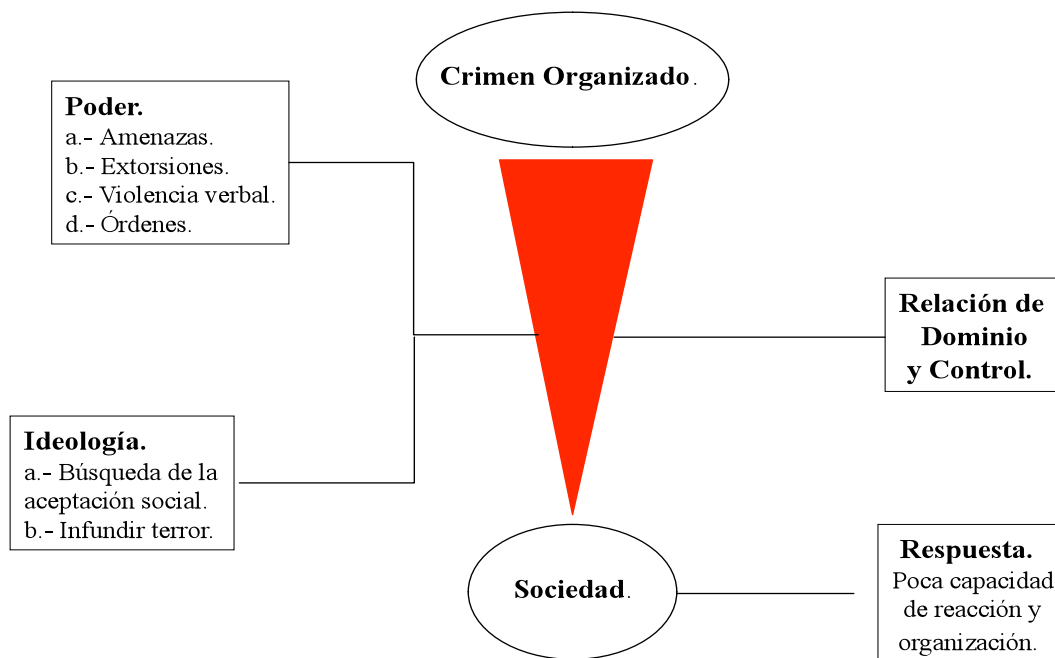 Crimen Organizado.
Poder.
a.- Amenazas.
b.- Extorsiones.
c.- Violencia verbal.
d.- Órdenes.
Relación de
Dominio
y Control.
Ideología.
a.- Búsqueda de la
aceptación social.
b.- Infundir terror.
Sociedad.
Respuesta.
Poca capacidad
de reacción y
organización.